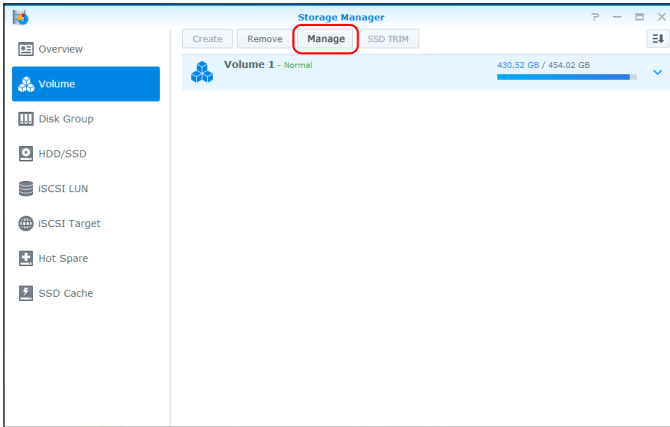 Storage Manager
Overview
Volume
Disk Group
HDD/SSD
iSCSI LUN
iSCSI Target
Hot Spare
SSD Cache
Create Remove Manage SSD TRIM
Volume 1 - Normal
430.52 GB / 454.02 GB